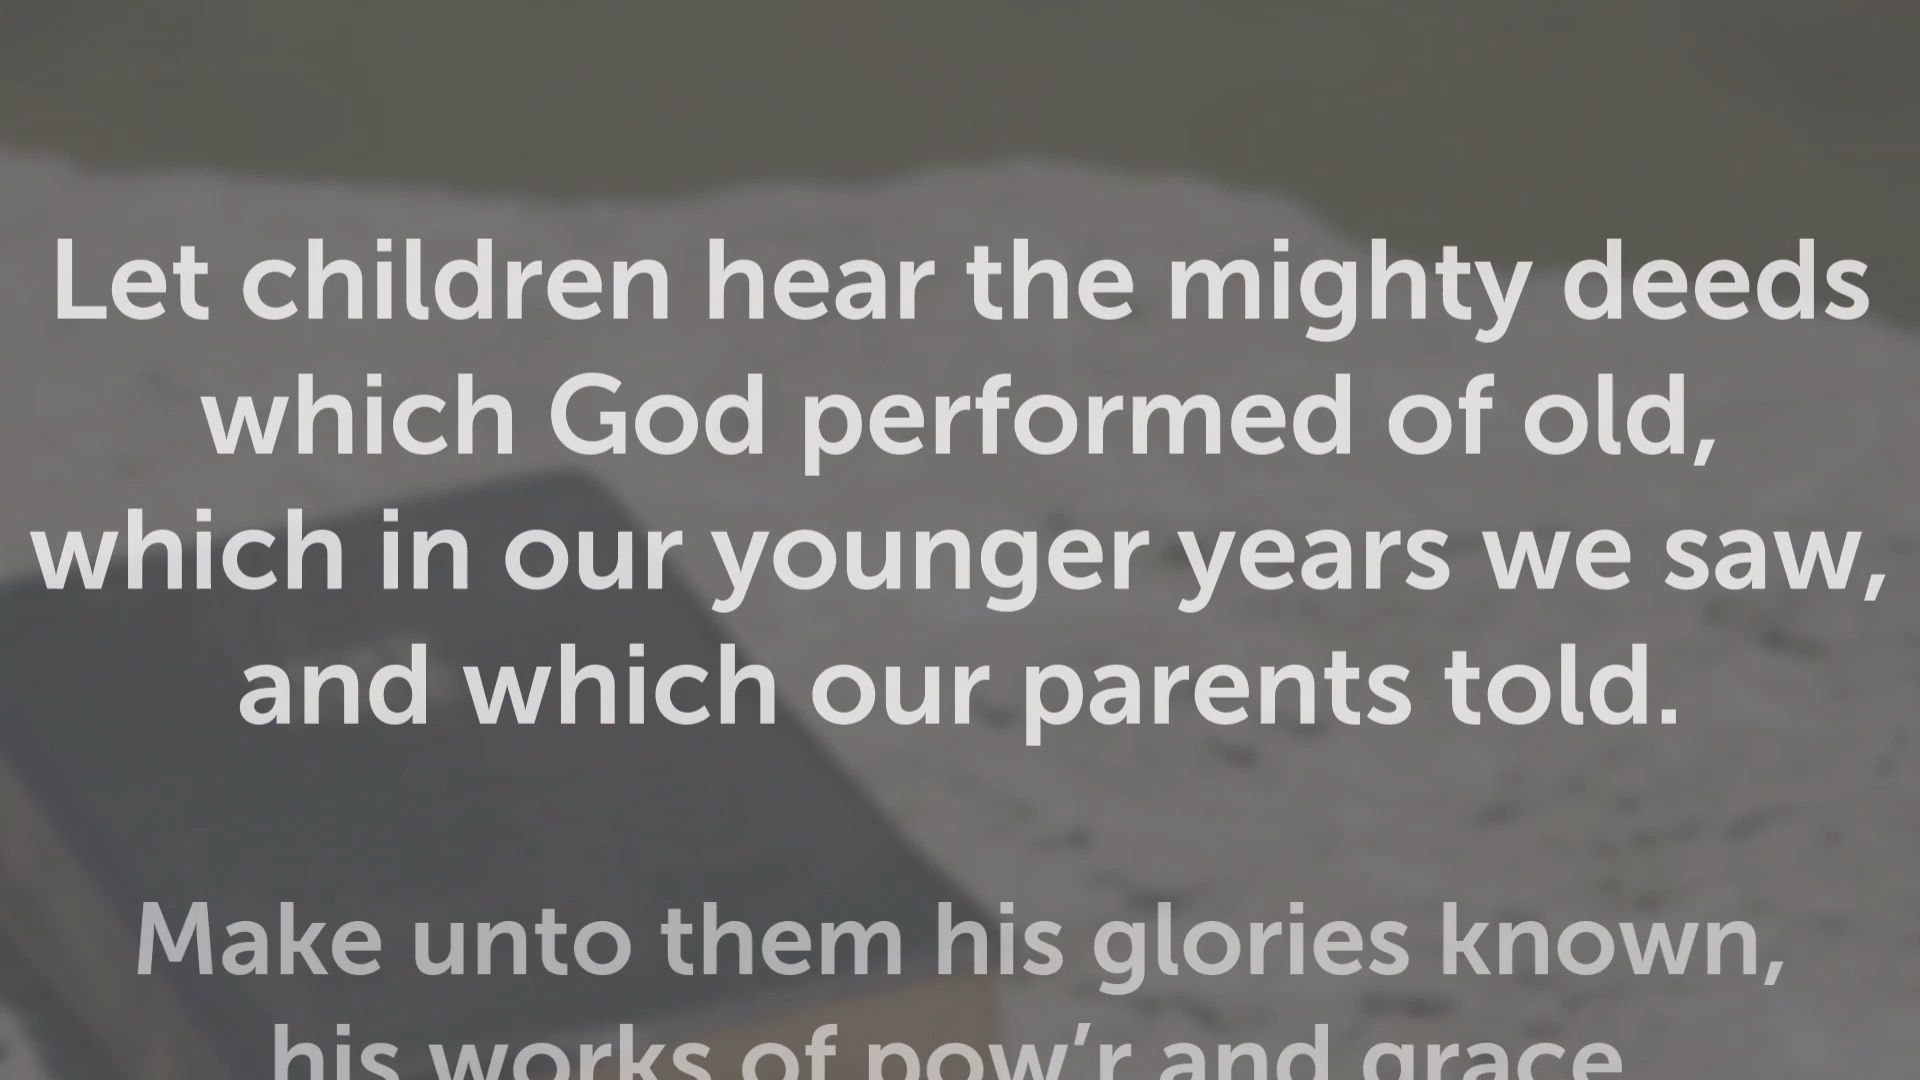 Let children hear the mighty deeds
which God performed of old,
which in our younger years we saw,
and which our parents told.
Make unto them his glories known,
his works of pow’r and grace